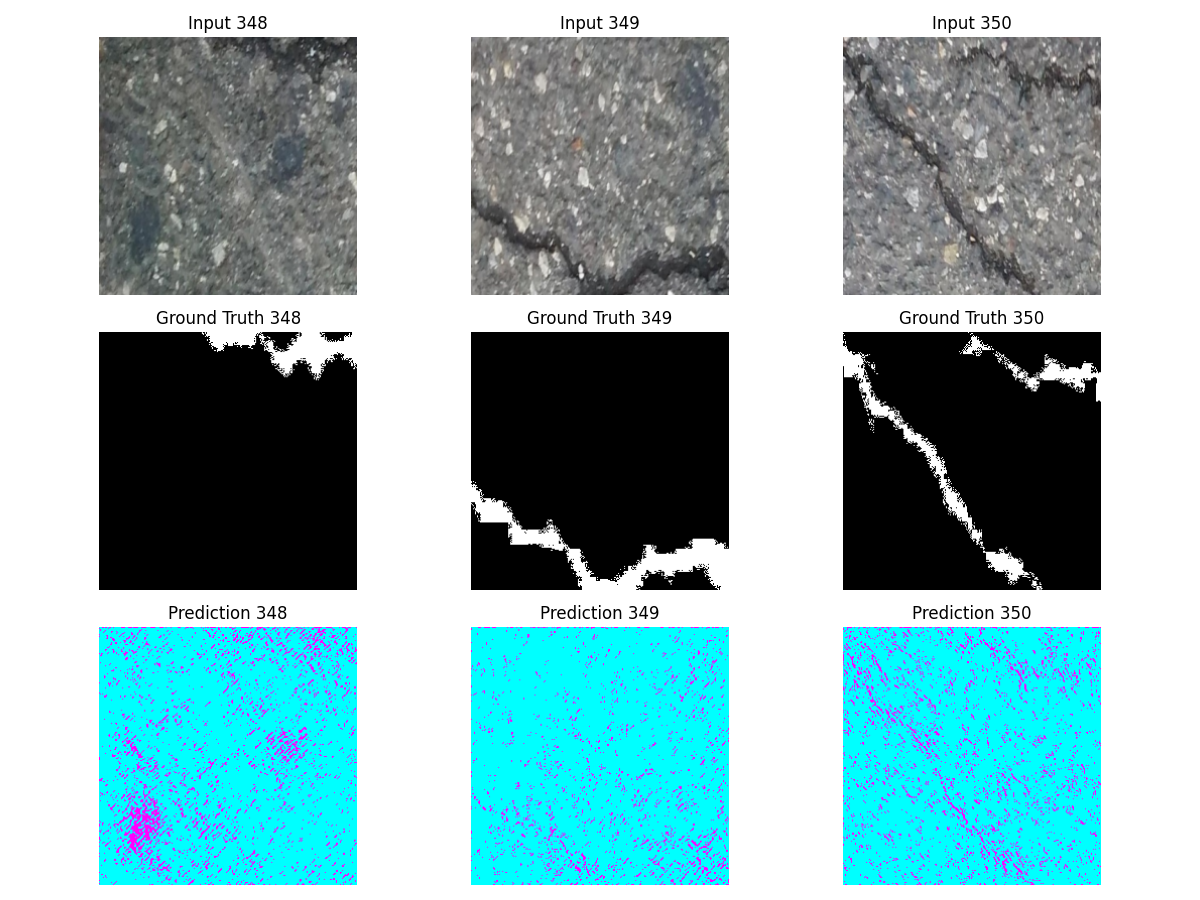 Input 348
Input 349
Input 350
Ground Truth 348
Ground Truth 349
Ground Truth 350
Prediction 348
Prediction 349
Prediction 350